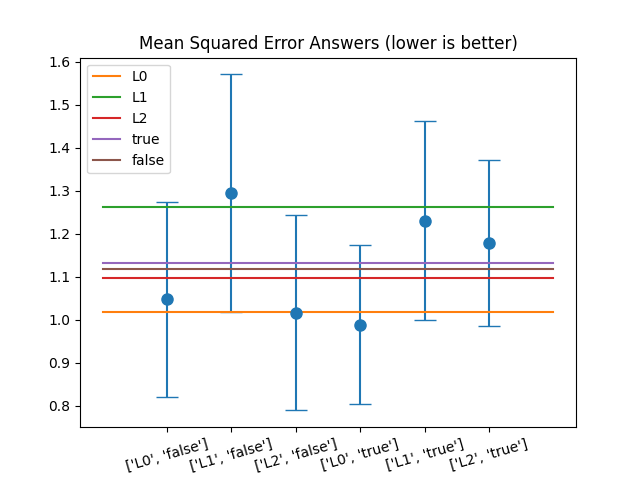 Mean Squared Error Answers (lower is better)
1.6
1.5
1.4
1.3
1.2
1.1
1.0
0.9
0.8
L0
L1
L2
true
false
['L0', 'false']
['L1', 'false']
['L2', 'false']
['L0', 'true']
['L1', 'true']
['L2', 'true']